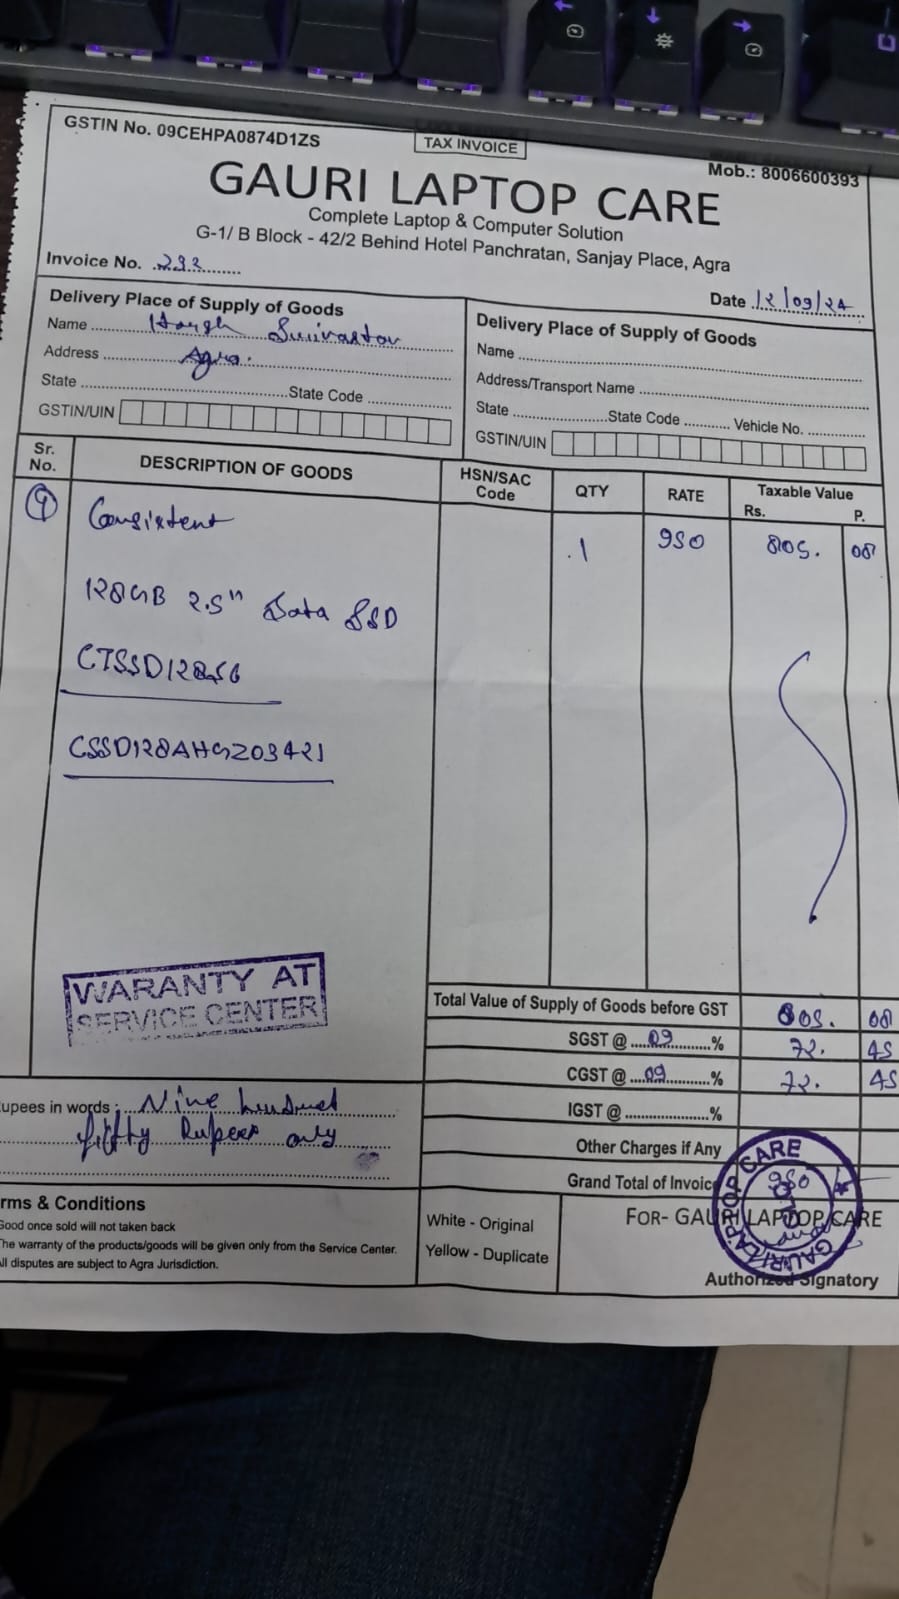 GSTIN No. 09CEHPA0874D1ZS
TAX INVOICE
Mob.: 8006600393
GAURI LAPTOP CARE
Complete Laptop & Computer Solution
G-1/ B Block - 42/2 Behind Hotel Panchratan, Sanjay Place, Agra
Invoice No. 232
Date 12/09/24
Delivery Place of Supply of Goods
Name
Address Agra.
State State Code
GSTIN/UIN
Delivery Place of Supply of Goods
Name
Address/Transport Name
State State Code Vehicle No.
GSTIN/UIN
Sr. No. DESCRIPTION OF GOODS HSN/SAC Code QTY RATE Taxable Value Rs. P.
1 Consistent 1 950 805. 08
128GB 2.5" Data SSD
CTSSD128S6
CSSD128AHGZ03421
WARANTY AT
SERVICE CENTER
Total Value of Supply of Goods before GST 805. 08
SGST @ 09 % 72. 45
CGST @ 09 % 72. 45
IGST @ %
Other Charges if Any
Grand Total of Invoic 950
upees in words : Nine hundred
fifty Rupees only
rms & Conditions
Good once sold will not taken back
The warranty of the products/goods will be given only from the Service Center.
ll disputes are subject to Agra Jurisdiction.
White - Original
Yellow - Duplicate
FOR- GAURI LAPTOP CARE
GAURI LAPTOP CARE
Authorized Signatory